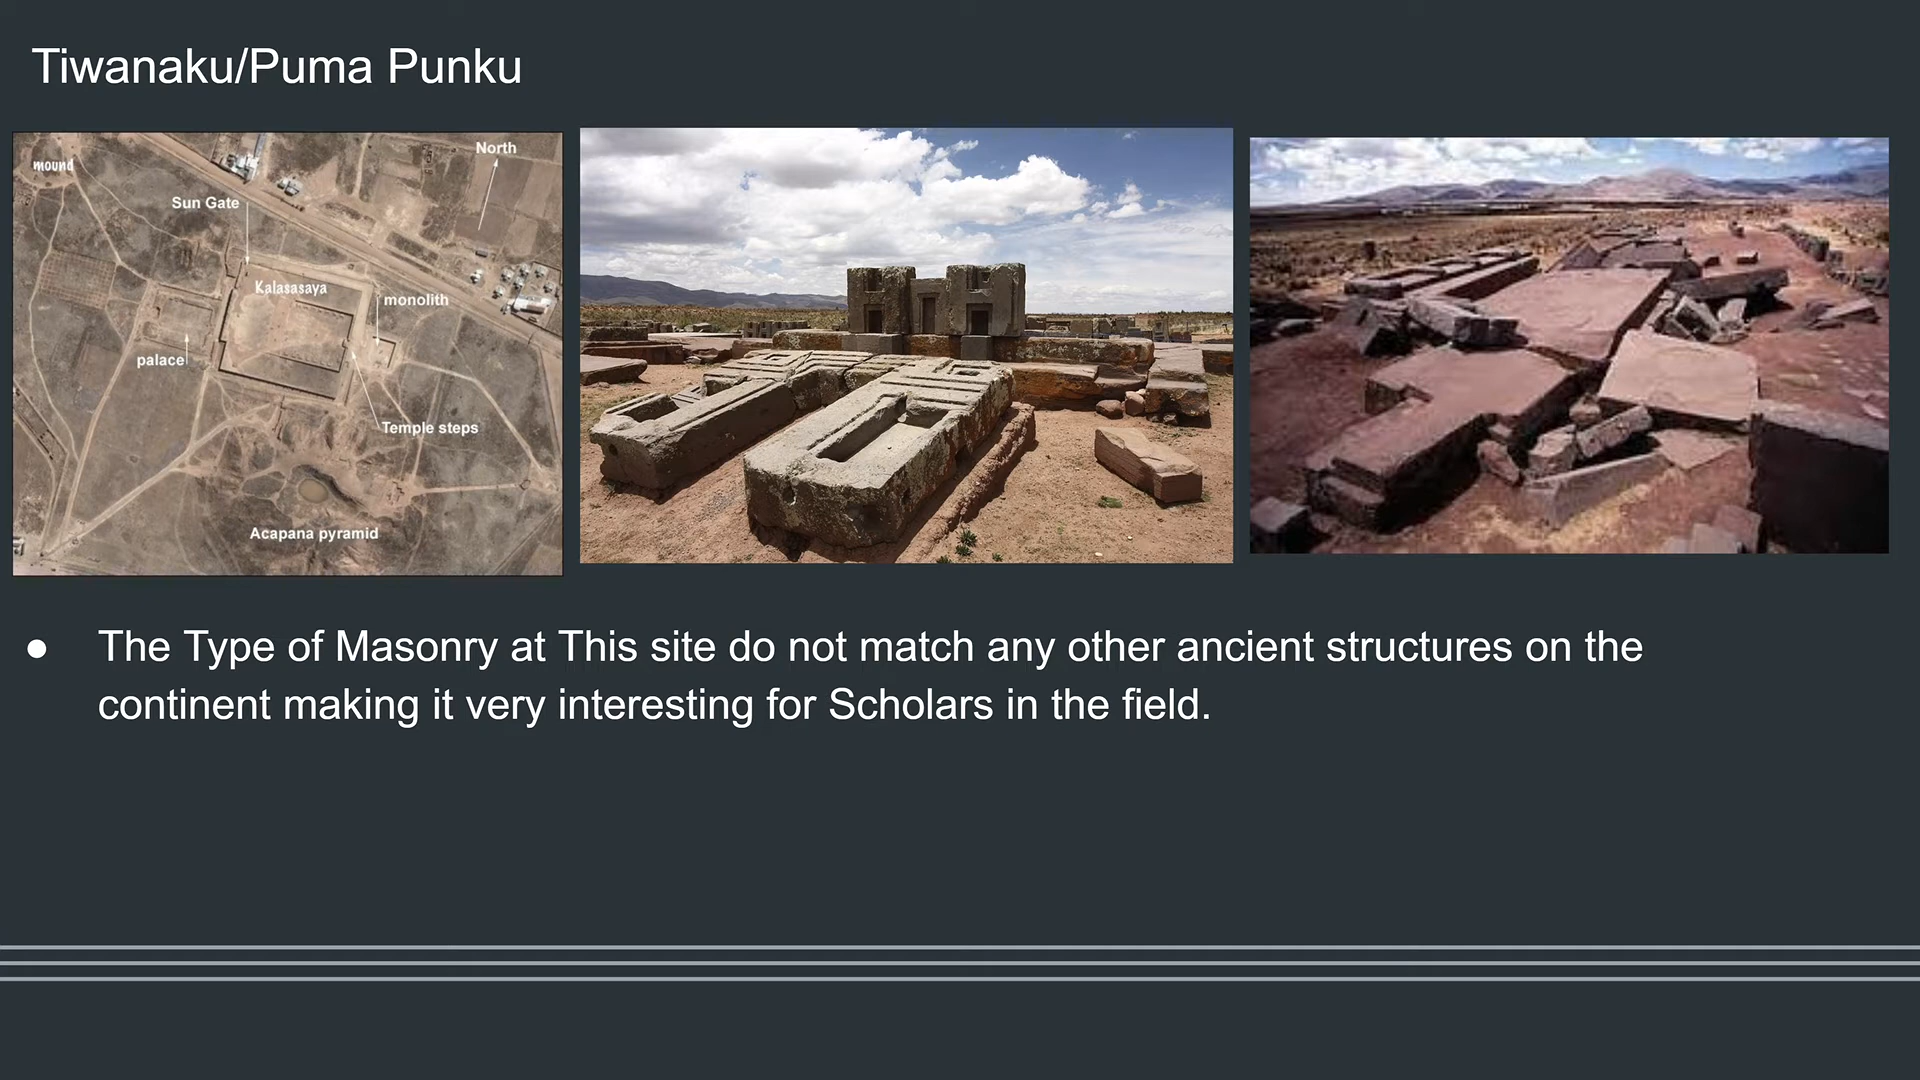 Tiwanaku/Puma Punku
mound
North
Sun Gate
Kalasasaya
monolith
palace
Temple steps
Acapana pyramid
● The Type of Masonry at This site do not match any other ancient structures on the
continent making it very interesting for Scholars in the field.